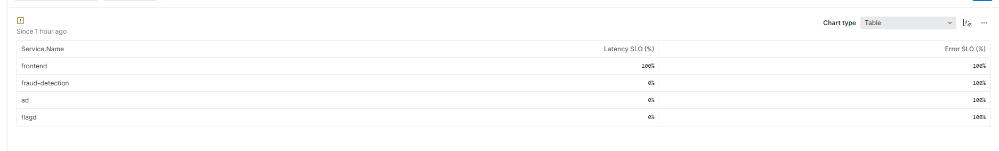 Since 1 hour ago
Chart type Table
Service.Name Latency SLO (%) Error SLO (%)
frontend 100% 100%
fraud-detection 0% 100%
ad 0% 100%
flagd 0% 100%